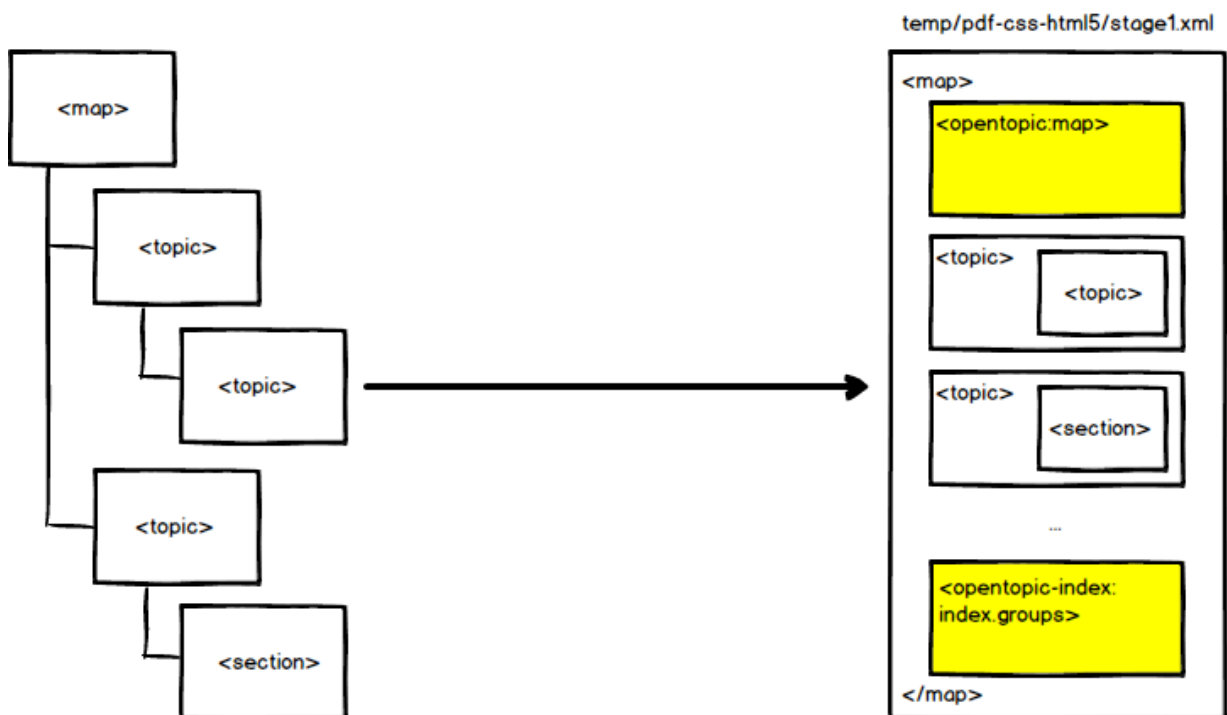 temp/pdf-css-html5/stage1.xml
<map>
<topic>
<topic>
<topic>
<section>
<map>
<opentopic:map>
<topic>
<topic>
<topic>
<section>
...
<opentopic-index:
index.groups>
</map>